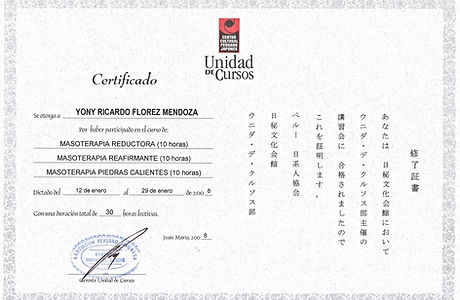 CENTRO
CULTURAL
PERUANO
JAPONÉS
Unidad
DE CURSOS
Certificado
Se otorga a YONY RICARDO FLOREZ MENDOZA
Por haber participado en el curso de:
MASOTERAPIA REDUCTORA (10 horas)
MASOTERAPIA REAFIRMANTE (10 horas)
MASOTERAPIA PIEDRAS CALIENTES (10 horas)
Dictado del 12 de enero al 29 de enero de 200 8
Con una duración total de 30 horas lectivas.
Jesús María, 200 8
Gerente Unidad de Cursos
修了証書
あなたは 日秘文化会館において
ウニダ・デ・クルソス部主催の
講習会に 合格されましたので
これを証明します。
ペルー 日系人協会
日秘文化会館
ウニダ・デ・クルソス部